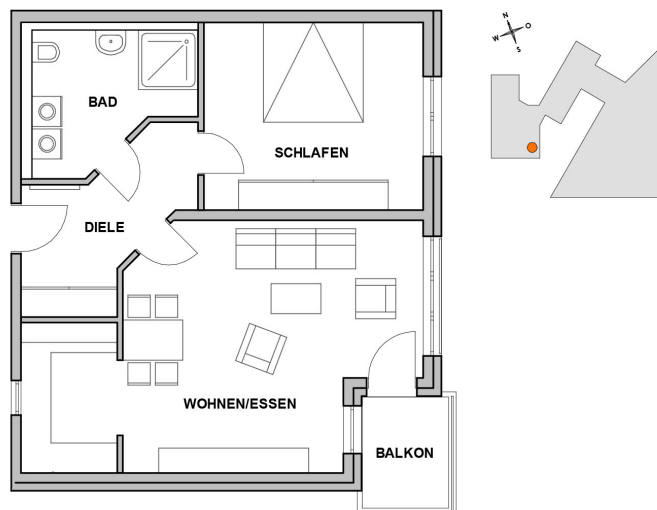 N
W O
S
BAD
SCHLAFEN
DIELE
WOHNEN/ESSEN
BALKON